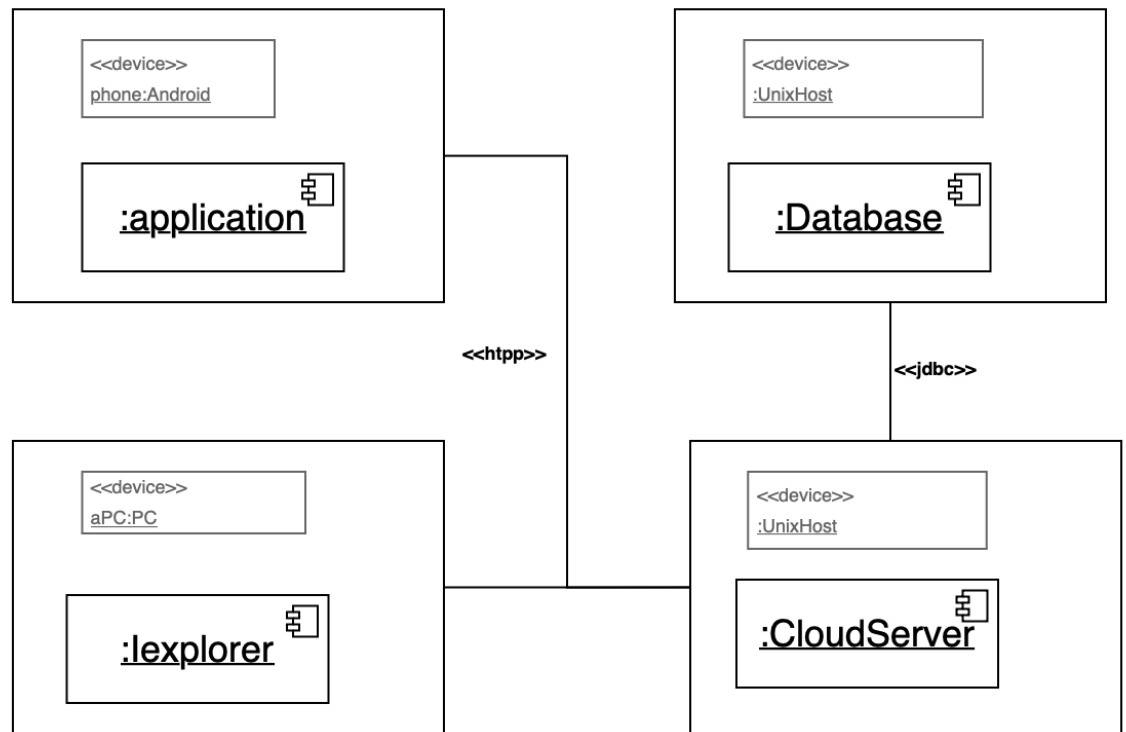 <<device>>
phone:Android
:application
<<device>>
:UnixHost
:Database
<<htpp>>
<<jdbc>>
<<device>>
aPC:PC
:Iexplorer
<<device>>
:UnixHost
:CloudServer